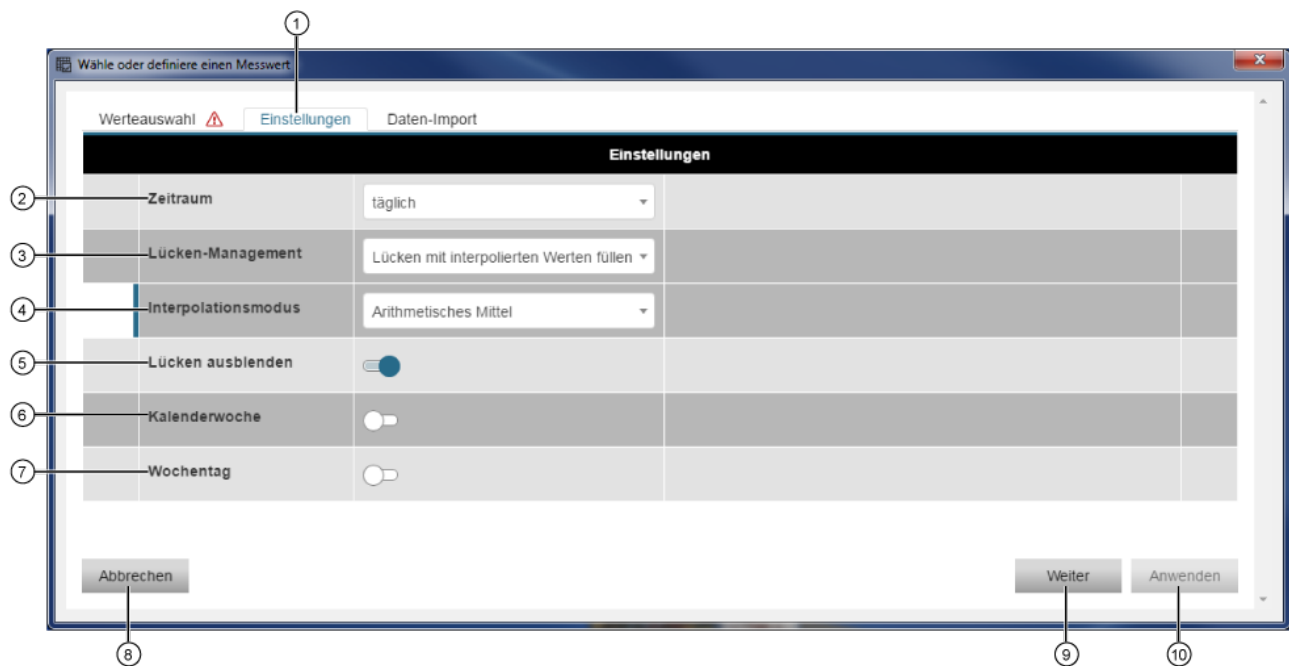 1
Wähle oder definiere einen Messwert
Werteauswahl Einstellungen Daten-Import
Einstellungen
2 Zeitraum täglich
3 Lücken-Management Lücken mit interpolierten Werten füllen
4 Interpolationsmodus Arithmetisches Mittel
5 Lücken ausblenden
6 Kalenderwoche
7 Wochentag
Abbrechen Weiter Anwenden
8 9 10